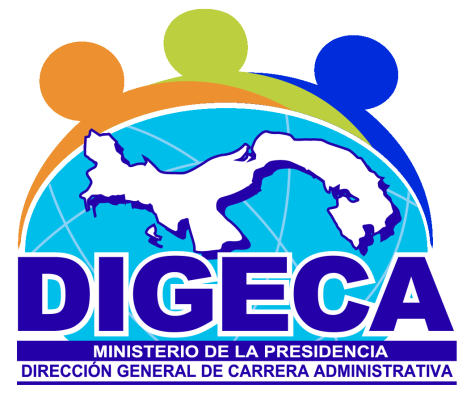 DIGECA
MINISTERIO DE LA PRESIDENCIA
DIRECCIÓN GENERAL DE CARRERA ADMINISTRATIVA